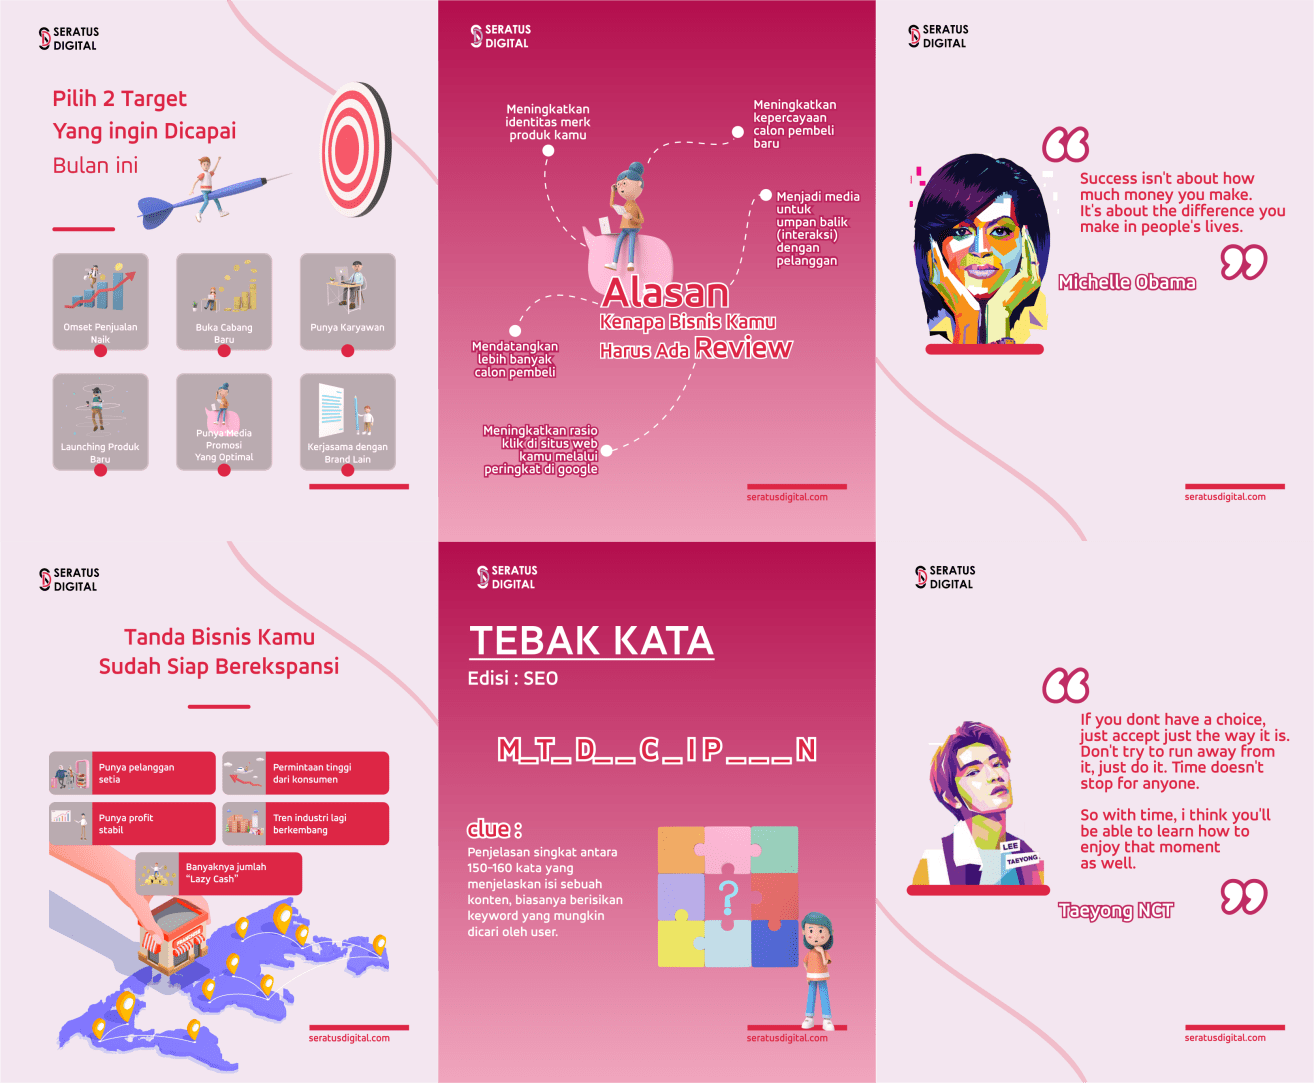 SERATUS
DIGITAL
Pilih 2 Target
Yang ingin Dicapai
Bulan ini
Omset Penjualan
Naik
Buka Cabang
Baru
Punya Karyawan
Launching Produk
Baru
Punya Media
Promosi
Yang Optimal
Kerjasama dengan
Brand Lain
SERATUS
DIGITAL
Meningkatkan
identitas merk
produk kamu
Meningkatkan
kepercayaan
calon pembeli
baru
Menjadi media
untuk
umpan balik
(interaksi)
dengan
pelanggan
Alasan
Kenapa Bisnis Kamu
Harus Ada Review
Mendatangkan
lebih banyak
calon pembeli
Meningkatkan rasio
klik di situs web
kamu melalui
peringkat di google
seratusdigital.com
SERATUS
DIGITAL
Success isn't about how
much money you make.
It's about the difference you
make in people's lives.
Michelle Obama
seratusdigital.com
SERATUS
DIGITAL
Tanda Bisnis Kamu
Sudah Siap Berekspansi
Punya pelanggan
setia
Permintaan tinggi
dari konsumen
Punya profit
stabil
Tren industri lagi
berkembang
Banyaknya jumlah
"Lazy Cash"
seratusdigital.com
SERATUS
DIGITAL
TEBAK KATA
Edisi : SEO
M_T_D__C_IP___N
clue :
Penjelasan singkat antara
150-160 kata yang
menjelaskan isi sebuah
konten, biasanya berisikan
keyword yang mungkin
dicari oleh user.
?
seratusdigital.com
SERATUS
DIGITAL
If you dont have a choice,
just accept just the way it is.
Don't try to run away from
it, just do it. Time doesn't
stop for anyone.
So with time, i think you'll
be able to learn how to
enjoy that moment
as well.
LEE
TAEYONG
Taeyong NCT
seratusdigital.com